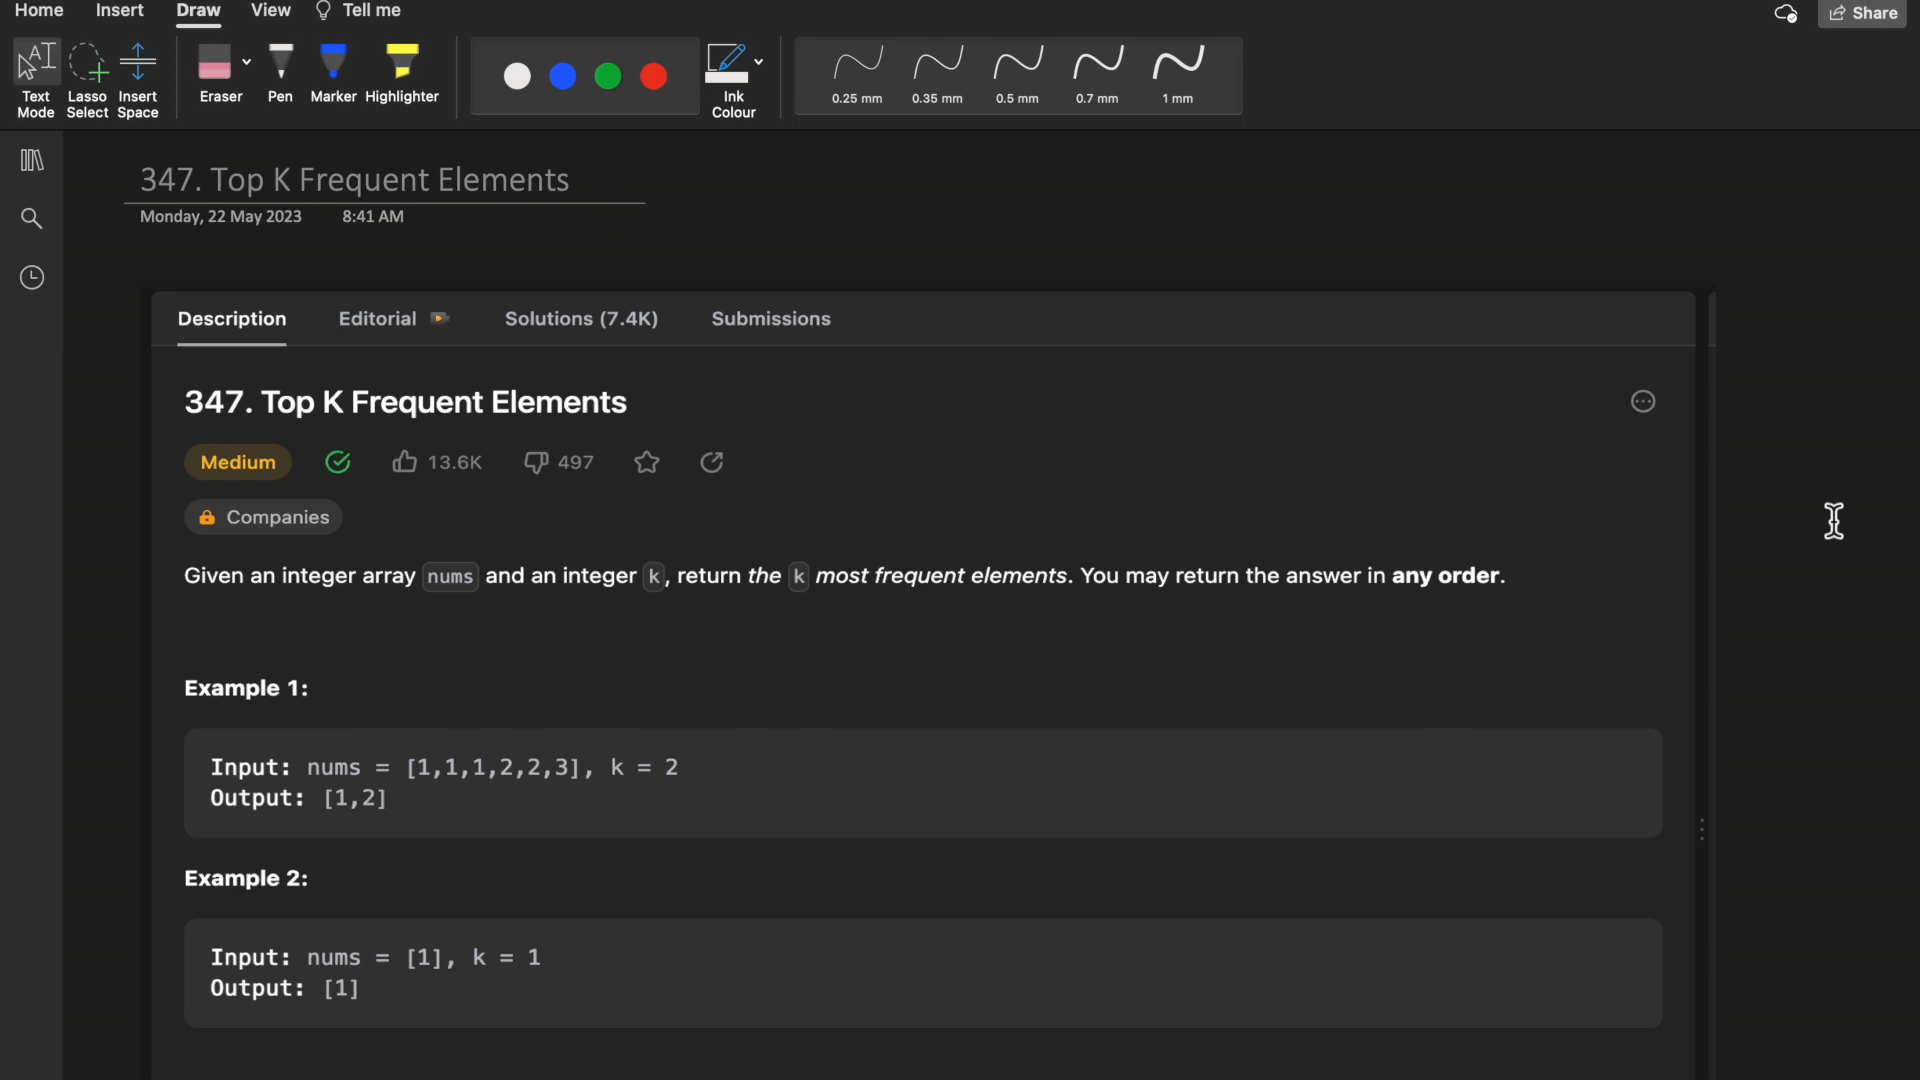 Home Insert Draw View Tell me
Share
Text Mode
Lasso Select
Insert Space
Eraser
Pen
Marker
Highlighter
Ink Colour
0.25 mm
0.35 mm
0.5 mm
0.7 mm
1 mm
347. Top K Frequent Elements
Monday, 22 May 2023 8:41 AM
Description Editorial Solutions (7.4K) Submissions
347. Top K Frequent Elements
Medium 13.6K 497
Companies
Given an integer array nums and an integer k, return the k most frequent elements. You may return the answer in any order.
Example 1:
Input: nums = [1,1,1,2,2,3], k = 2
Output: [1,2]
Example 2:
Input: nums = [1], k = 1
Output: [1]